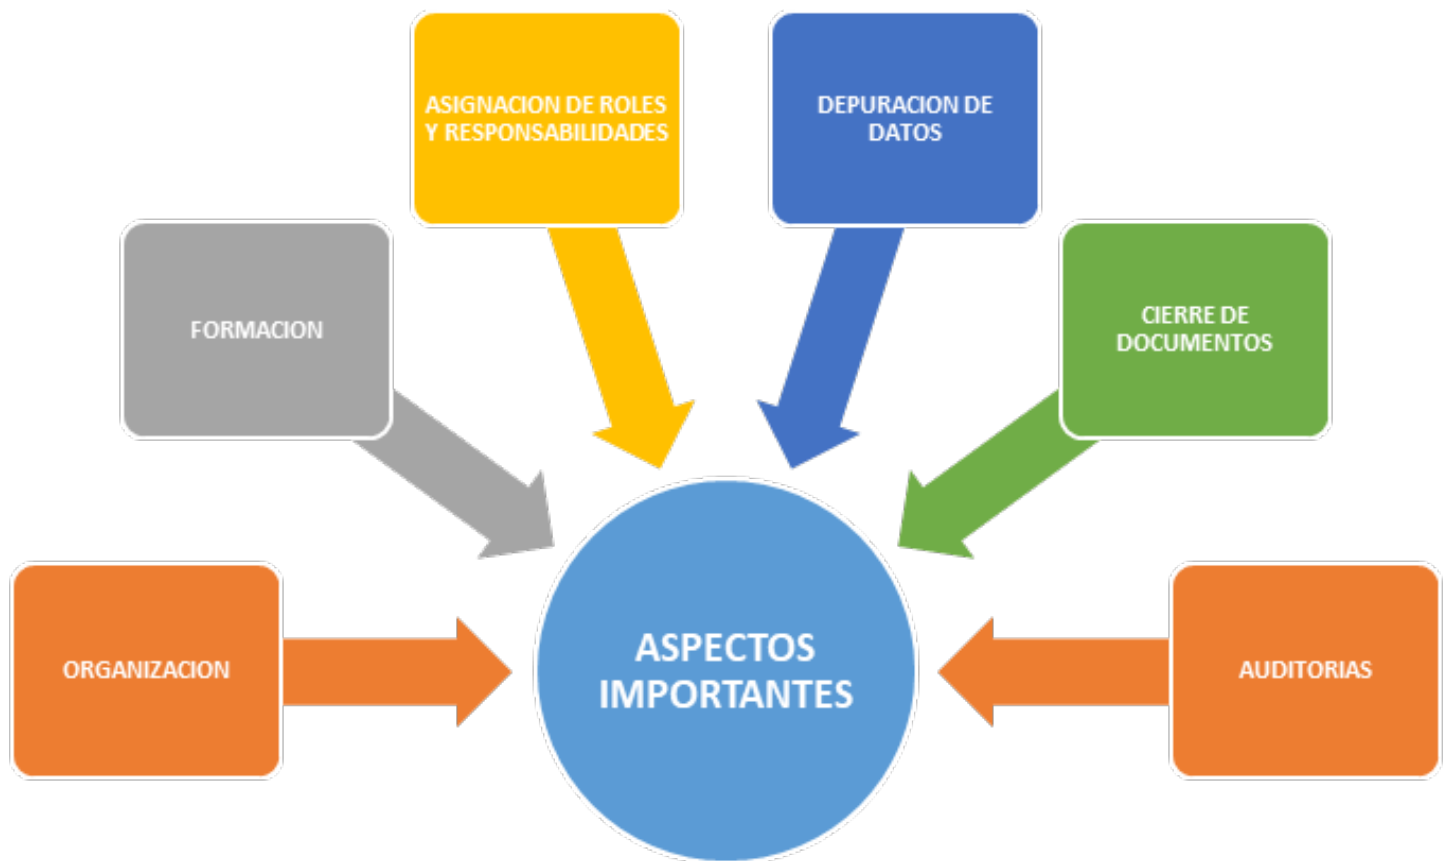 ASIGNACION DE ROLES
Y RESPONSABILIDADES
DEPURACION DE
DATOS
FORMACION
CIERRE DE
DOCUMENTOS
ORGANIZACION
ASPECTOS
IMPORTANTES
AUDITORIAS